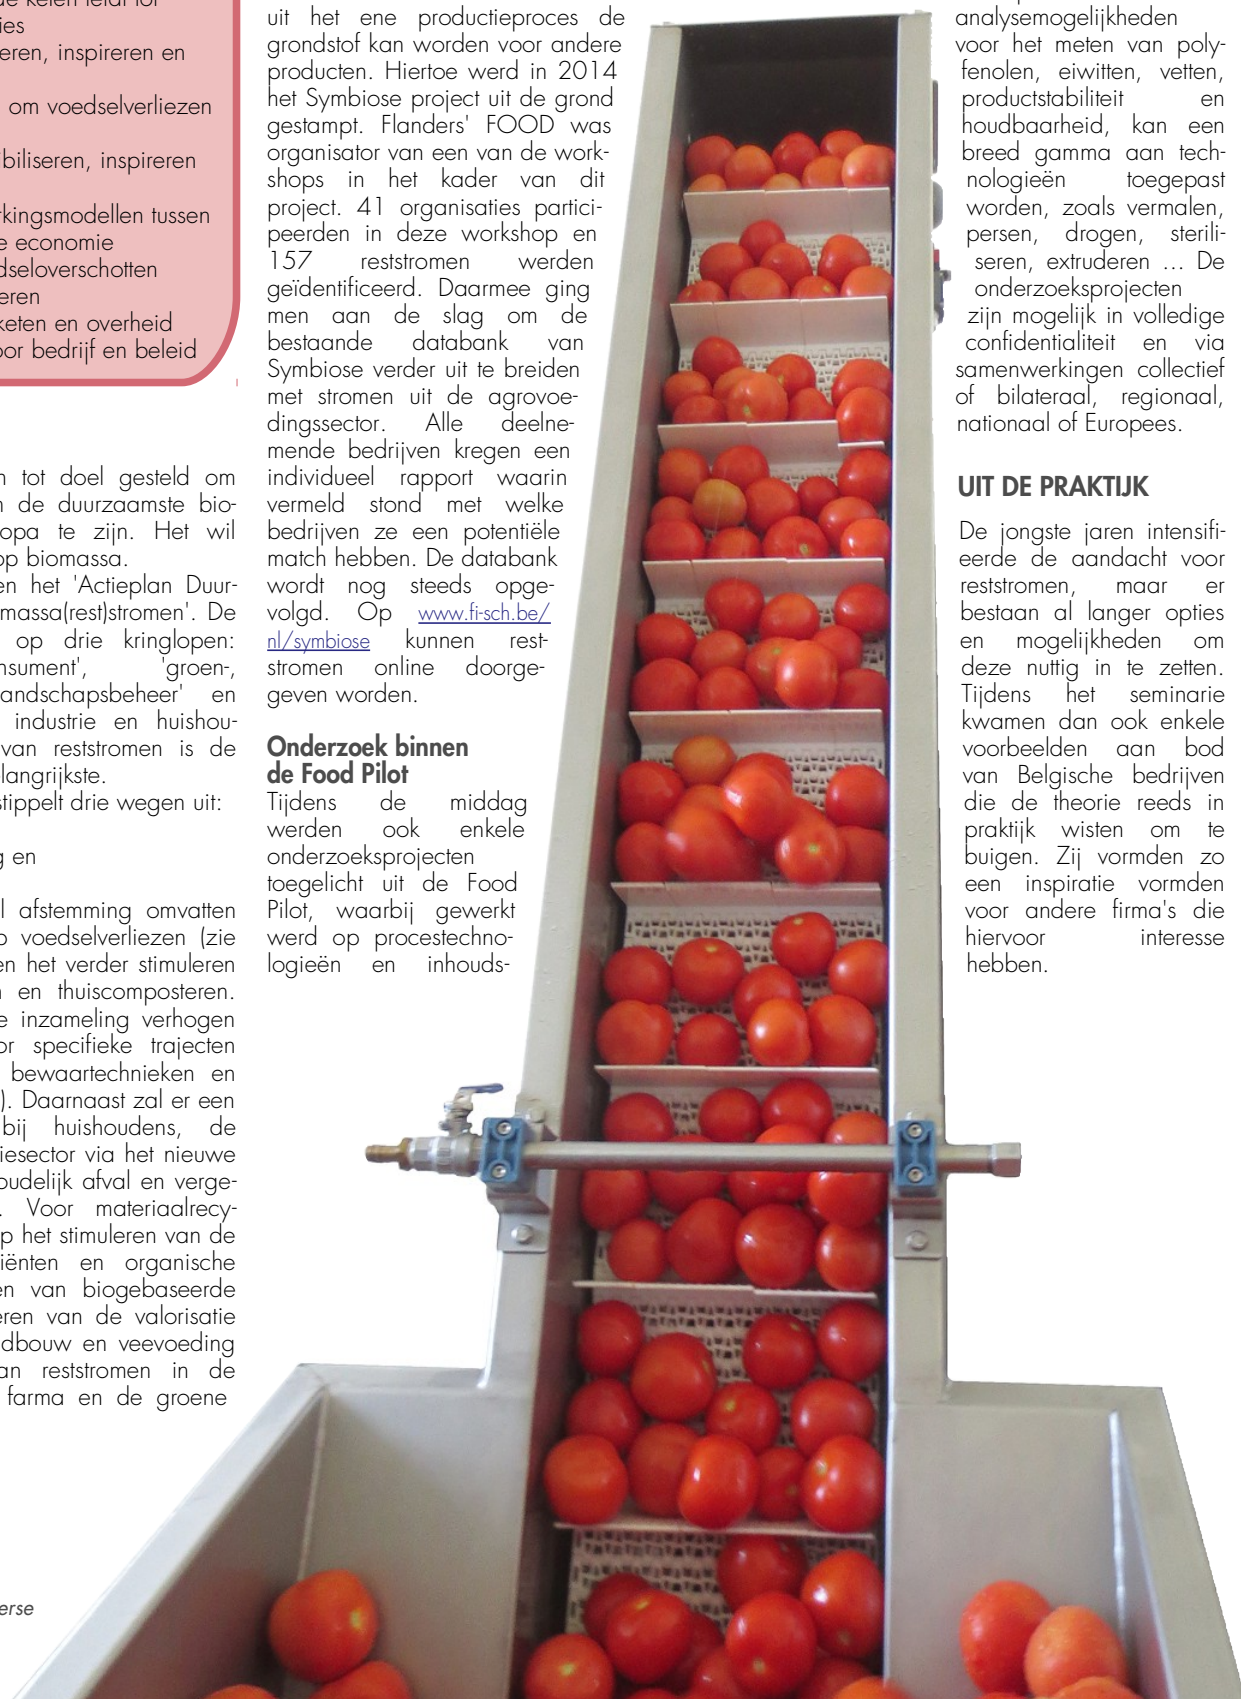 ies
eren, inspireren en
om voedselverliezen
ibiliseren, inspireren
rkingsmodellen tussen
e economie
dseloverschotten
eren
keten en overheid
oor bedrijf en beleid
n tot doel gesteld om
n de duurzaamste bio-
opa te zijn. Het wil
op biomassa.
en het 'Actieplan Duur-
massa(rest)stromen'. De
op drie kringlopen:
nsument', 'groen-,
andschapsbeheer' en
industrie en huishou-
van reststromen is de
elangrijkste.
stippelt drie wegen uit:
g en
l afstemming omvatten
o voedselverliezen (zie
en het verder stimuleren
n en thuiscomposteren.
e inzameling verhogen
or specifieke trajecten
bewaartechnieken en
). Daarnaast zal er een
bij huishoudens, de
iesector via het nieuwe
oudelijk afval en verge-
. Voor materiaalrecy-
p het stimuleren van de
iënten en organische
en van biogebaseerde
eren van de valorisatie
ndbouw en veevoeding
an reststromen in de
farma en de groene
erse
uit het ene productieproces de
grondstof kan worden voor andere
producten. Hiertoe werd in 2014
het Symbiose project uit de grond
gestampt. Flanders' FOOD was
organisator van een van de work-
shops in het kader van dit
project. 41 organisaties partici-
peerden in deze workshop en
157 reststromen werden
geïdentificeerd. Daarmee ging
men aan de slag om de
bestaande databank van
Symbiose verder uit te breiden
met stromen uit de agrovoe-
dingssector. Alle deelne-
mende bedrijven kregen een
individueel rapport waarin
vermeld stond met welke
bedrijven ze een potentiële
match hebben. De databank
wordt nog steeds opge-
volgd. Op www.fi-sch.be/
nl/symbiose kunnen rest-
stromen online doorge-
geven worden.
Onderzoek binnen
de Food Pilot
Tijdens de middag
werden ook enkele
onderzoeksprojecten
toegelicht uit de Food
Pilot, waarbij gewerkt
werd op procestechno-
logieën en inhouds-
analysemogelijkheden
voor het meten van poly-
fenolen, eiwitten, vetten,
productstabiliteit en
houdbaarheid, kan een
breed gamma aan tech-
nologieën toegepast
worden, zoals vermalen,
persen, drogen, sterili-
seren, extruderen ... De
onderzoeksprojecten
zijn mogelijk in volledige
confidentialiteit en via
samenwerkingen collectief
of bilateraal, regionaal,
nationaal of Europees.
UIT DE PRAKTIJK
De jongste jaren intensifi-
eerde de aandacht voor
reststromen, maar er
bestaan al langer opties
en mogelijkheden om
deze nuttig in te zetten.
Tijdens het seminarie
kwamen dan ook enkele
voorbeelden aan bod
van Belgische bedrijven
die de theorie reeds in
praktijk wisten om te
buigen. Zij vormden zo
een inspiratie vormden
voor andere firma's die
hiervoor interesse
hebben.